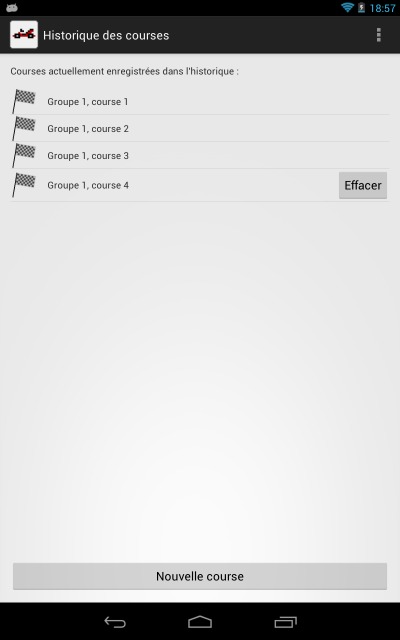 18:57
Historique des courses
Courses actuellement enregistrées dans l'historique :
Groupe 1, course 1
Groupe 1, course 2
Groupe 1, course 3
Groupe 1, course 4
Effacer
Nouvelle course